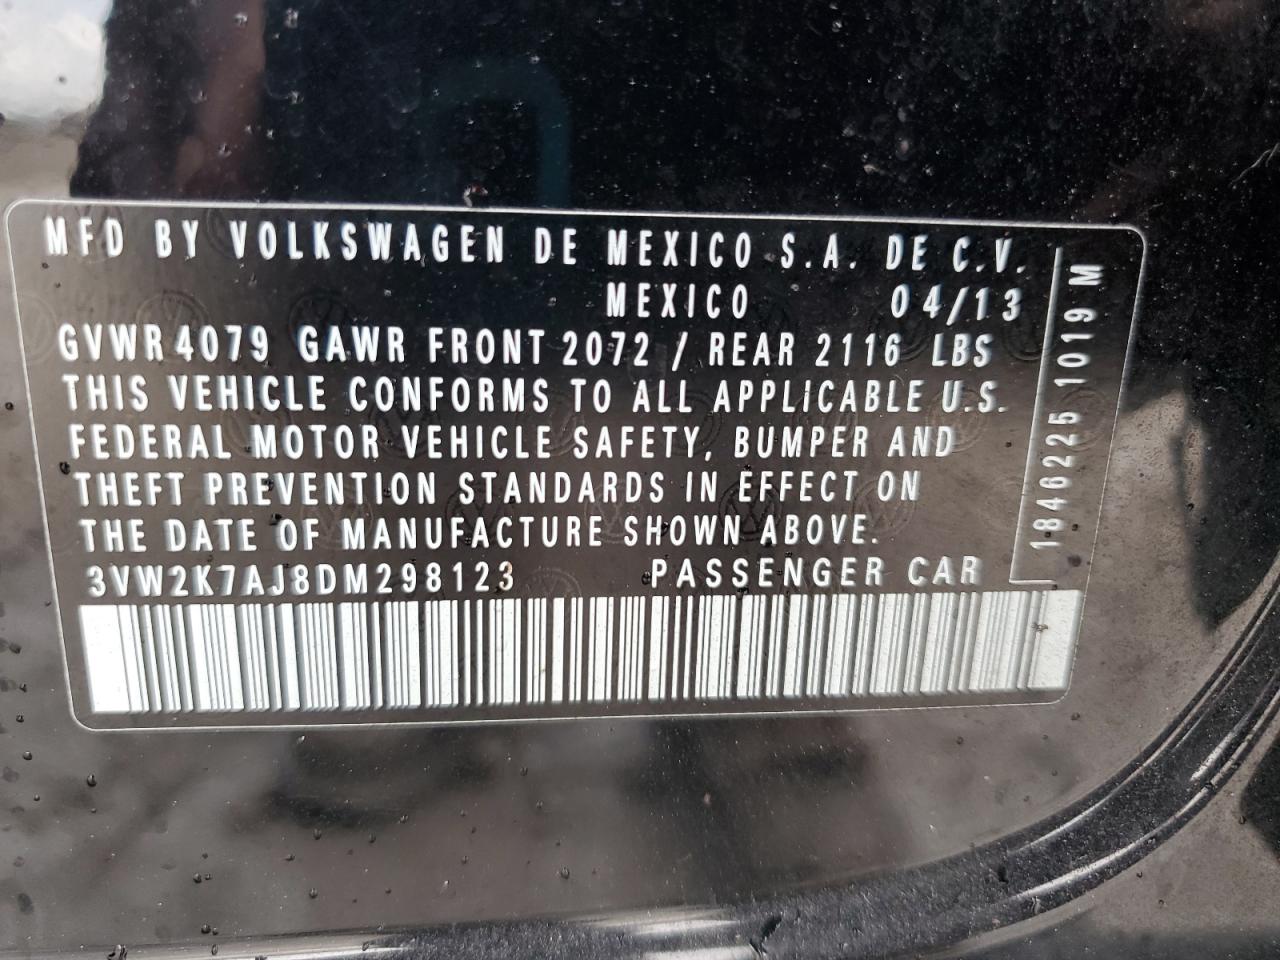 MFD BY VOLKSWAGEN DE MEXICO S.A. DE C.V.
MEXICO 04/13
GVWR 4079 GAWR FRONT 2072 / REAR 2116 LBS
THIS VEHICLE CONFORMS TO ALL APPLICABLE U.S.
FEDERAL MOTOR VEHICLE SAFETY, BUMPER AND
THEFT PREVENTION STANDARDS IN EFFECT ON
THE DATE OF MANUFACTURE SHOWN ABOVE.
3VW2K7AJ8DM298123 PASSENGER CAR
1846225 1019 M